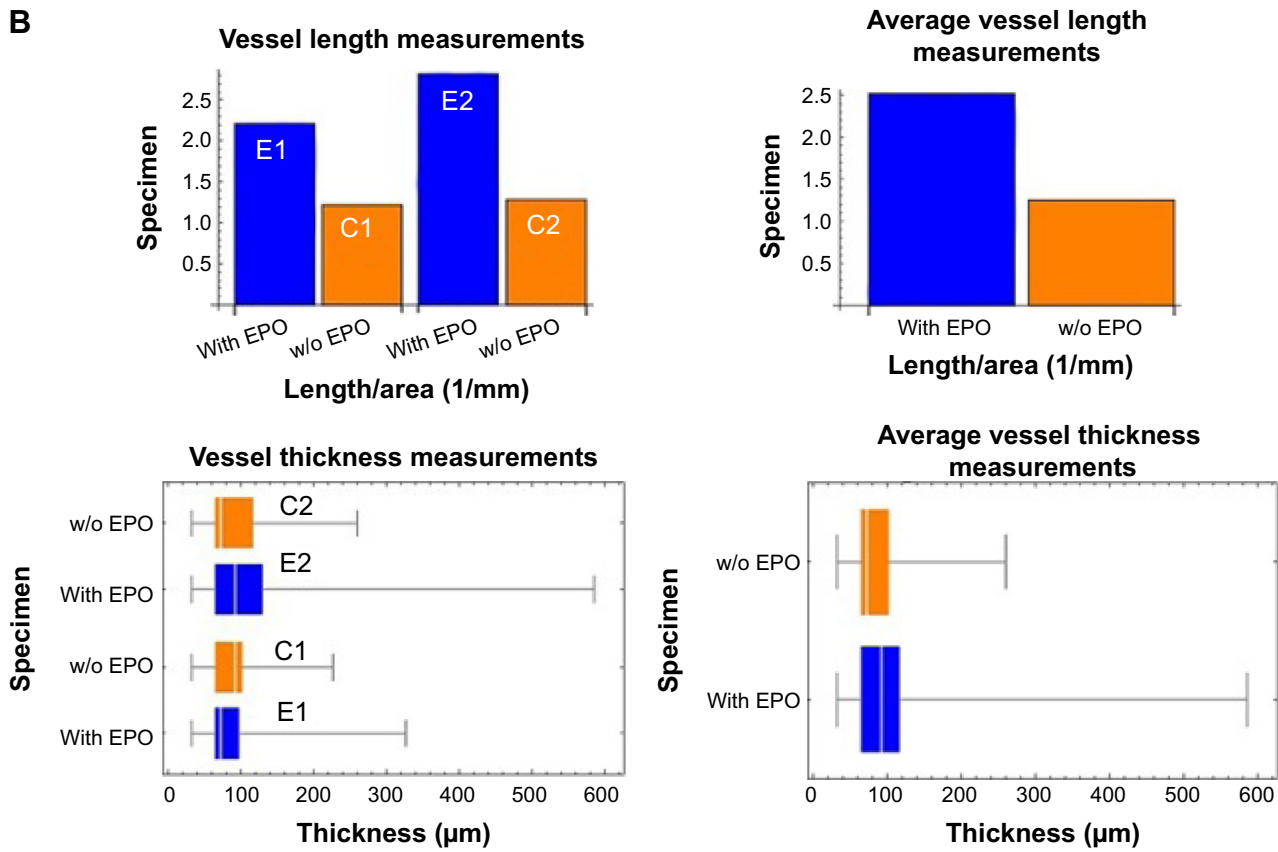 B
Vessel length measurements
Specimen
2.5
2.0
1.5
1.0
0.5
E1
C1
E2
C2
With EPO
w/o EPO
With EPO
w/o EPO
Length/area (1/mm)
Average vessel length
measurements
Specimen
2.5
2.0
1.5
1.0
0.5
With EPO
w/o EPO
Length/area (1/mm)
Vessel thickness measurements
Specimen
w/o EPO
C2
With EPO
E2
w/o EPO
C1
With EPO
E1
0 100 200 300 400 500 600
Thickness (µm)
Average vessel thickness
measurements
Specimen
w/o EPO
With EPO
0 100 200 300 400 500 600
Thickness (µm)